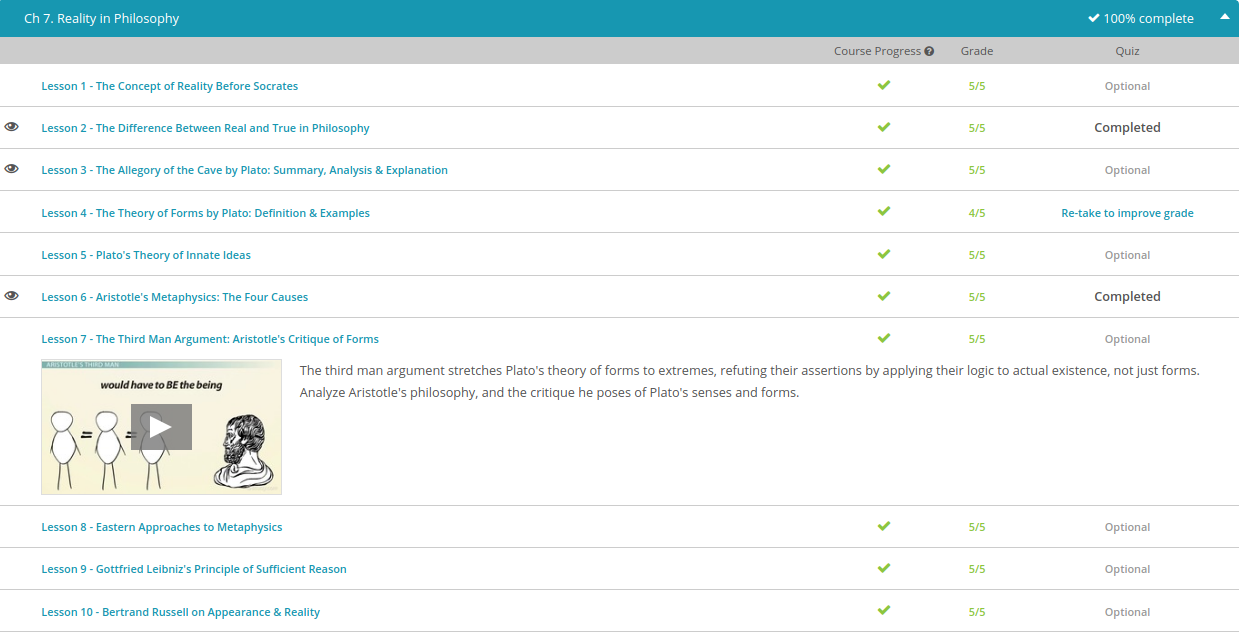 Ch 7. Reality in Philosophy 100% complete
Course Progress Grade Quiz
Lesson 1 - The Concept of Reality Before Socrates 5/5 Optional
Lesson 2 - The Difference Between Real and True in Philosophy 5/5 Completed
Lesson 3 - The Allegory of the Cave by Plato: Summary, Analysis & Explanation 5/5 Optional
Lesson 4 - The Theory of Forms by Plato: Definition & Examples 4/5 Re-take to improve grade
Lesson 5 - Plato's Theory of Innate Ideas 5/5 Optional
Lesson 6 - Aristotle's Metaphysics: The Four Causes 5/5 Completed
Lesson 7 - The Third Man Argument: Aristotle's Critique of Forms 5/5 Optional
ARISTOTLE'S THIRD MAN
would have to BE the being
The third man argument stretches Plato's theory of forms to extremes, refuting their assertions by applying their logic to actual existence, not just forms.
Analyze Aristotle's philosophy, and the critique he poses of Plato's senses and forms.
Lesson 8 - Eastern Approaches to Metaphysics 5/5 Optional
Lesson 9 - Gottfried Leibniz's Principle of Sufficient Reason 5/5 Optional
Lesson 10 - Bertrand Russell on Appearance & Reality 5/5 Optional